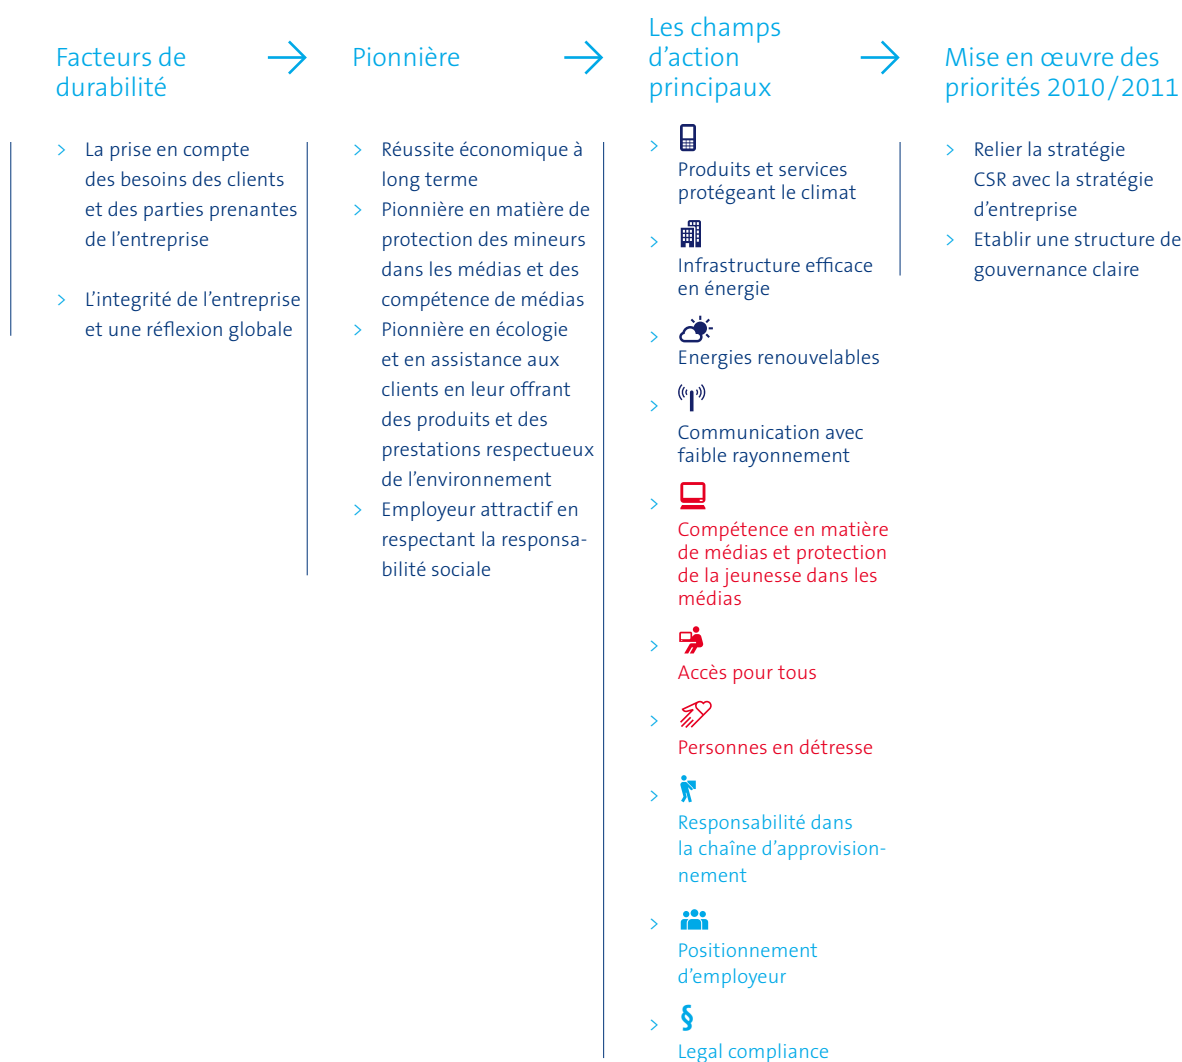 Facteurs de
durabilité
> La prise en compte
des besoins des clients
et des parties prenantes
de l’entreprise
> L’integrité de l’entreprise
et une réflexion globale
Pionnière
> Réussite économique à
long terme
> Pionnière en matière de
protection des mineurs
dans les médias et des
compétence de médias
> Pionnière en écologie
et en assistance aux
clients en leur offrant
des produits et des
prestations respectueux
de l’environnement
> Employeur attractif en
respectant la responsa-
bilité sociale
Les champs
d’action
principaux
> Produits et services
protégeant le climat
> Infrastructure efficace
en énergie
> Energies renouvelables
> Communication avec
faible rayonnement
> Compétence en matière
de médias et protection
de la jeunesse dans les
médias
> Accès pour tous
> Personnes en détresse
> Responsabilité dans
la chaîne d’approvision-
nement
> Positionnement
d’employeur
> §
Legal compliance
Mise en œuvre des
priorités 2010/2011
> Relier la stratégie
CSR avec la stratégie
d’entreprise
> Etablir une structure de
gouvernance claire